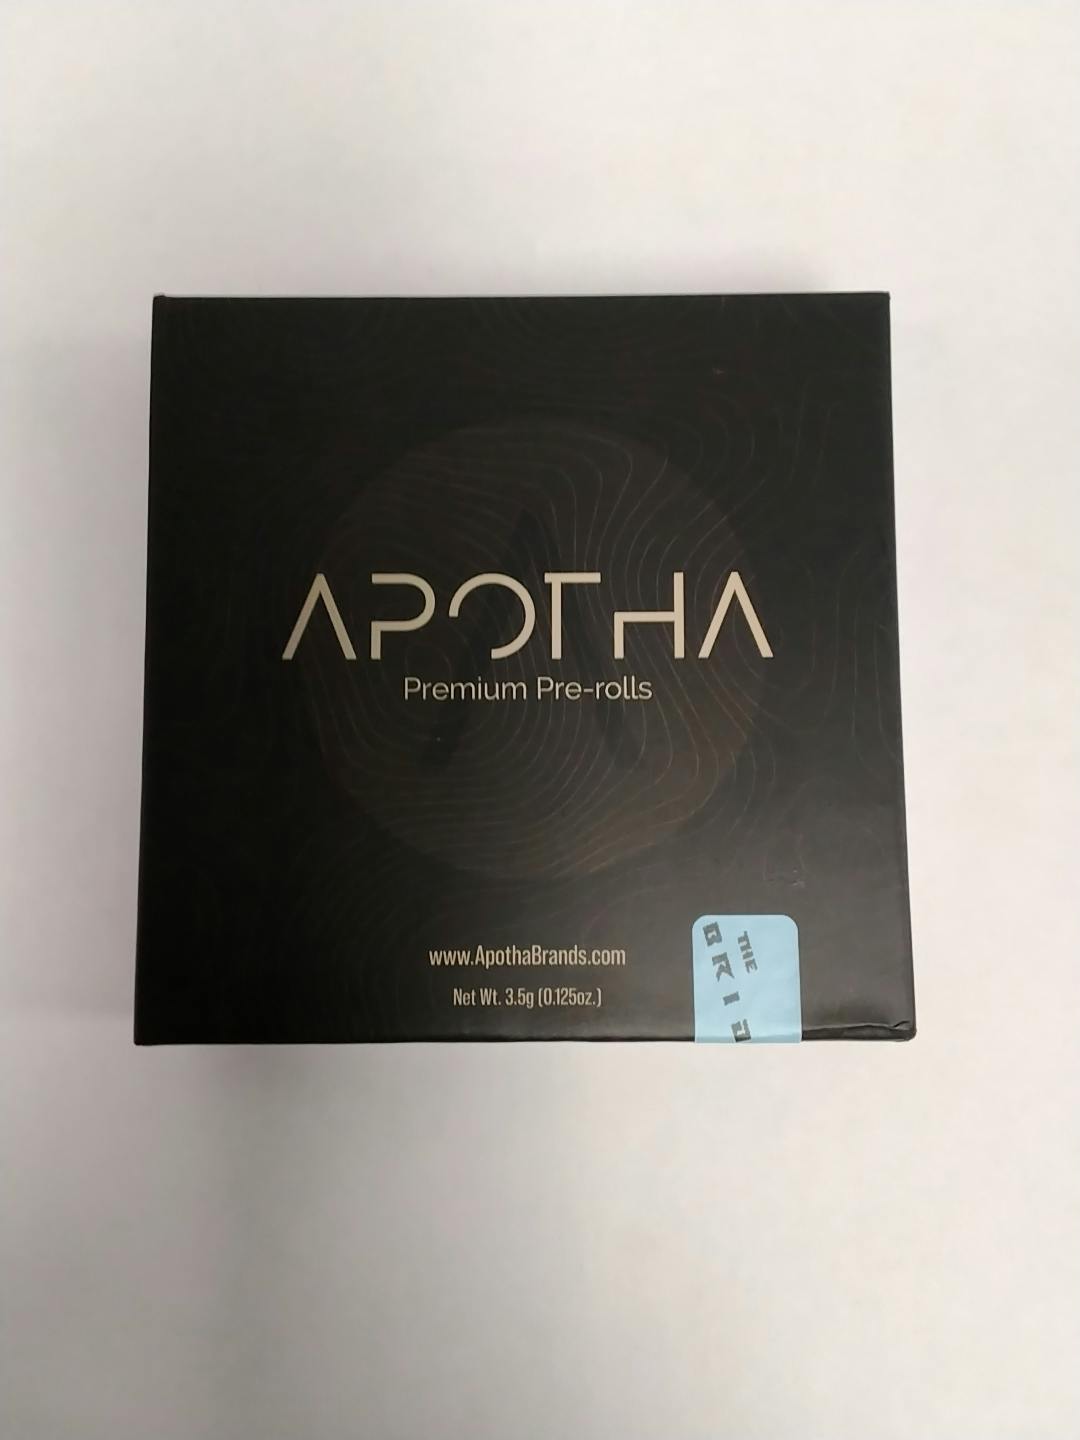 APOTHA
Premium Pre-rolls
www.ApothaBrands.com
Net Wt. 3.5g (0.125oz.)
THE